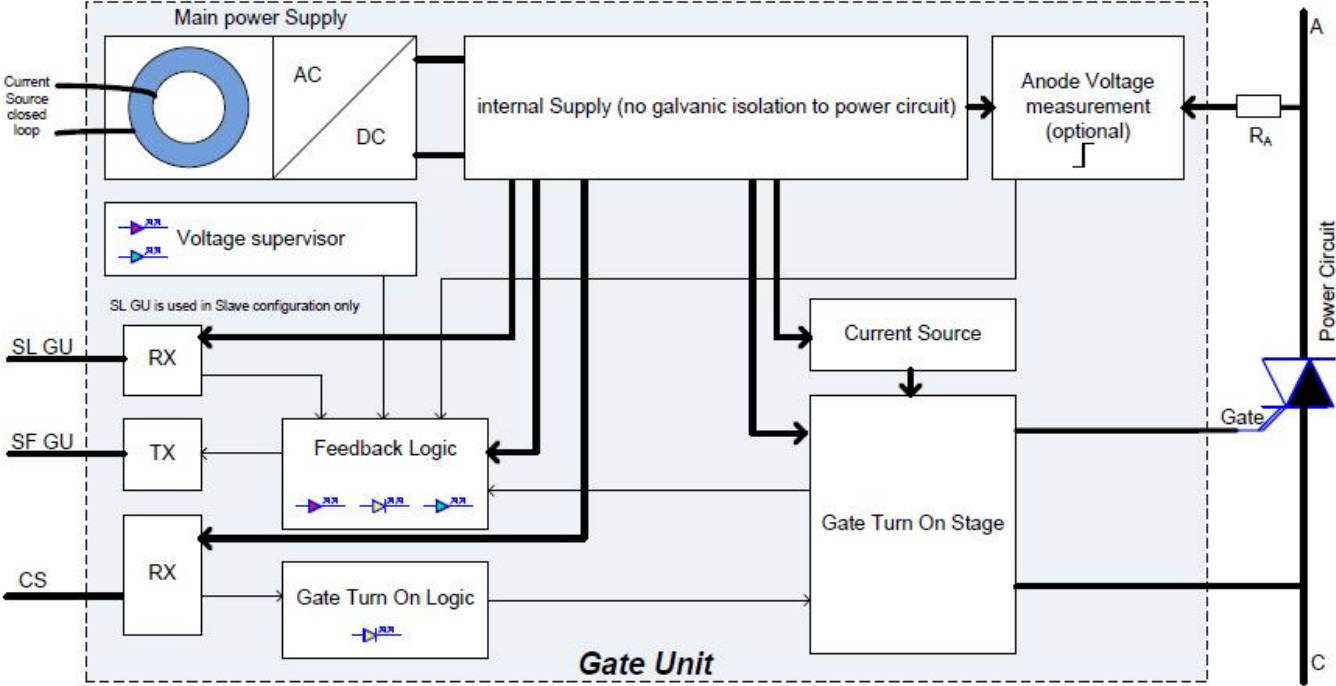 Main power Supply
Current
Source
closed
loop
AC
DC
internal Supply (no galvanic isolation to power circuit)
Anode Voltage
measurement
(optional)
RA
A
Voltage supervisor
SL GU is used in Slave configuration only
Power Circuit
SL GU
RX
Current Source
SF GU
TX
Feedback Logic
Gate
Gate Turn On Stage
CS
RX
Gate Turn On Logic
Gate Unit
C